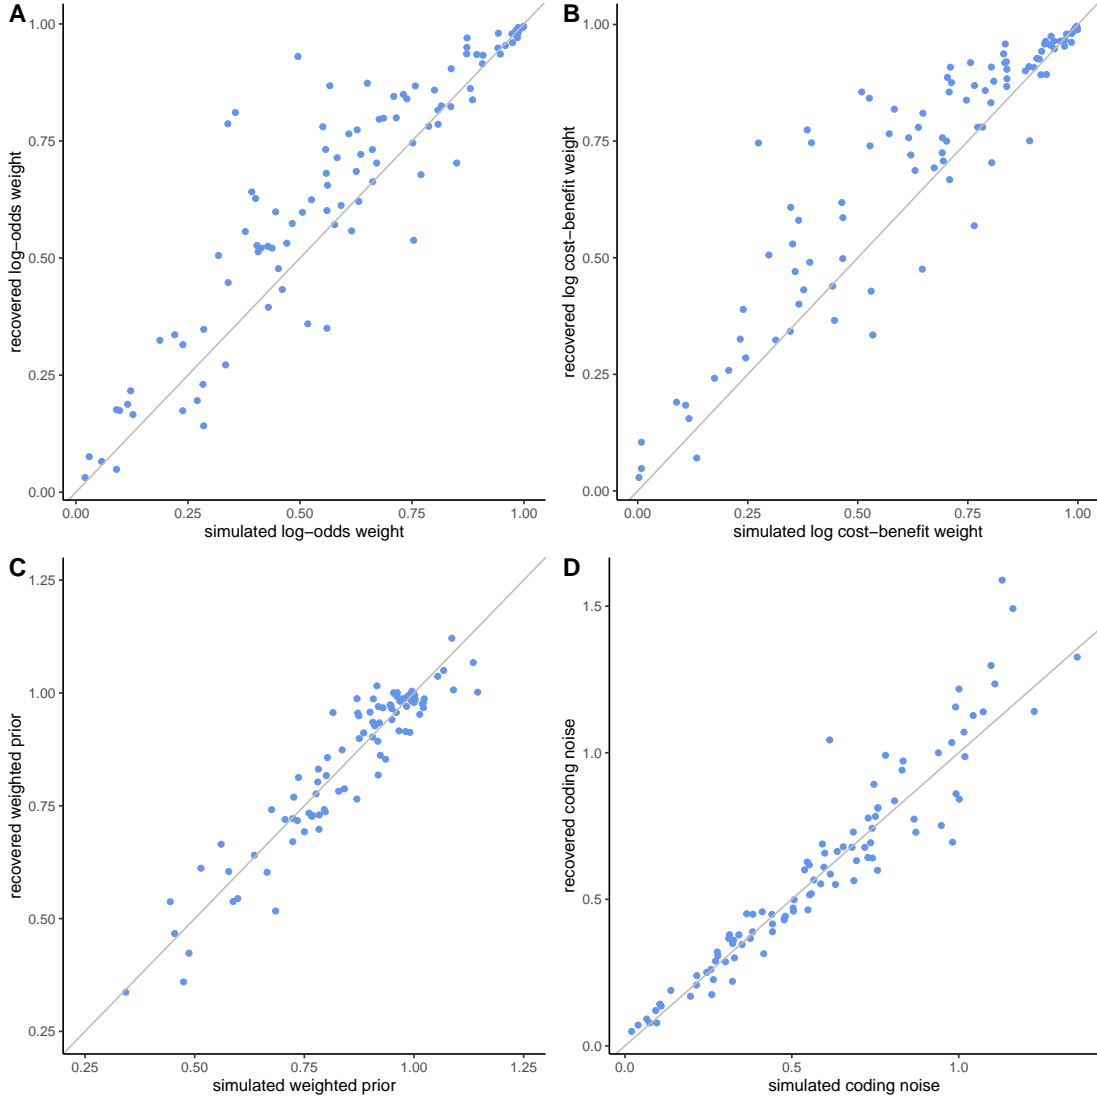 A
recovered log−odds weight
1.00
0.75
0.50
0.25
0.00
0.00 0.25 0.50 0.75 1.00
simulated log−odds weight
B
recovered log cost−benefit weight
1.00
0.75
0.50
0.25
0.00
0.00 0.25 0.50 0.75 1.00
simulated log cost−benefit weight
C
recovered weighted prior
1.25
1.00
0.75
0.50
0.25
0.25 0.50 0.75 1.00 1.25
simulated weighted prior
D
recovered coding noise
1.5
1.0
0.5
0.0
0.0 0.5 1.0
simulated coding noise